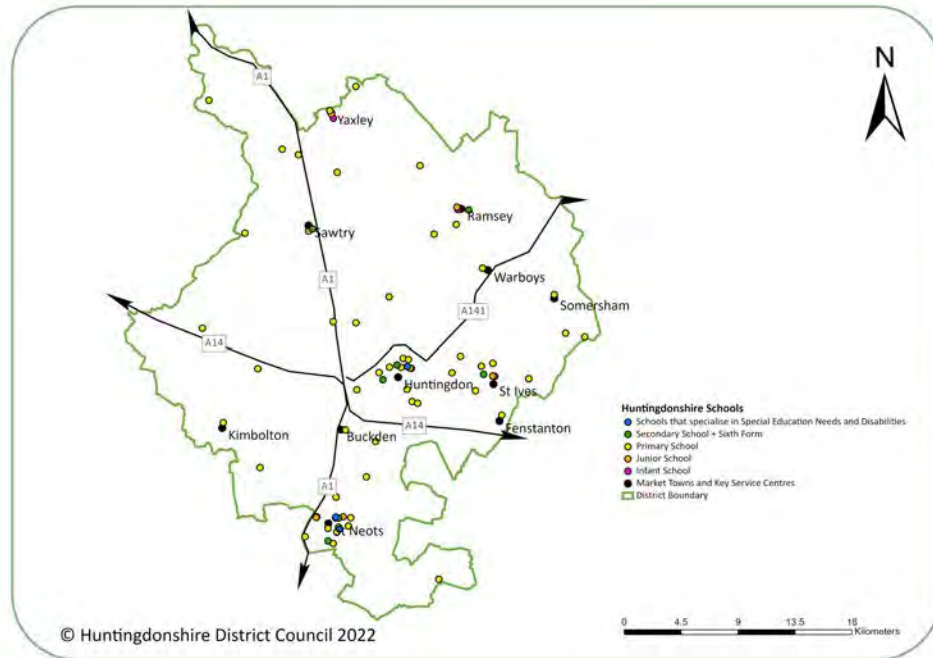 A1
N
Yaxley
Ramsey
Sawtry
Warboys
A1
Somersham
A141
A14
Huntingdon
St Ives
Fenstanton
A14
Kimbolton
Buckden
A1
Neots
Huntingdonshire Schools
Schools that specialise in Special Education Needs and Disabilities
Secondary School + Sixth Form
Primary School
Junior School
Infant School
Market Towns and Key Service Centres
District Boundary
© Huntingdonshire District Council 2022
0 4.5 9 13.5 18
Kilometers